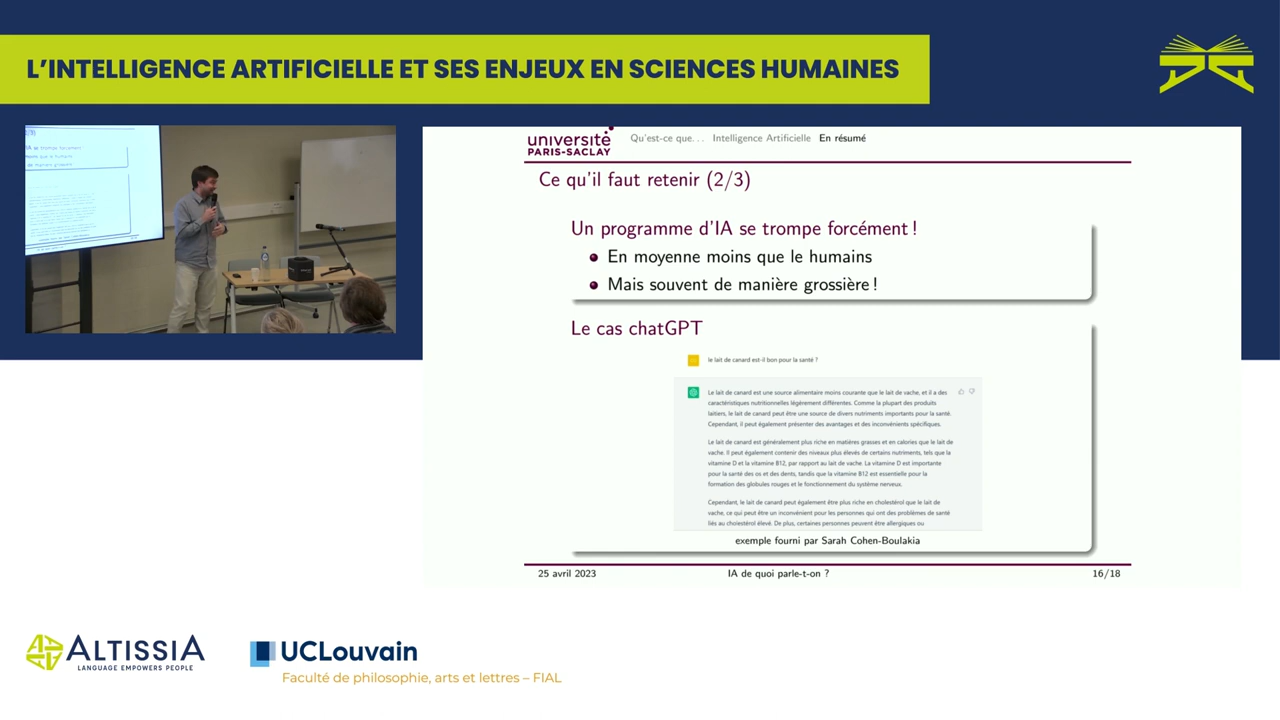 L'INTELLIGENCE ARTIFICIELLE ET SES ENJEUX EN SCIENCES HUMAINES
université
PARIS-SACLAY
Qu'est-ce que... Intelligence Artificielle En résumé
Ce qu'il faut retenir (2/3)
Un programme d'IA se trompe forcément !
En moyenne moins que le humains
Mais souvent de manière grossière !
Le cas chatGPT
le lait de canard est-il bon pour la santé ?
Le lait de canard est une source alimentaire moins courante que le lait de vache, et il a des
caractéristiques nutritionnelles légèrement différentes. Comme la plupart des produits
laitiers, le lait de canard peut être une source de divers nutriments importants pour la santé.
Cependant, il peut également présenter des avantages et des inconvénients spécifiques.
Le lait de canard est généralement plus riche en matières grasses et en calories que le lait de
vache. Il peut également contenir des niveaux plus élevés de certains nutriments, tels que la
vitamine D et la vitamine B12, par rapport au lait de vache. La vitamine D est importante
pour la santé des os et des dents, tandis que la vitamine B12 est essentielle pour la
formation des globules rouges et le fonctionnement du système nerveux.
Cependant, le lait de canard peut également être plus riche en cholestérol que le lait de
vache, ce qui peut être un inconvénient pour les personnes qui ont des problèmes de santé
liés au cholestérol élevé. De plus, certaines personnes peuvent être allergiques ou
exemple fourni par Sarah Cohen-Boulakia
25 avril 2023 IA de quoi parle-t-on ? 16/18
ALTISSIA
LANGUAGE EMPOWERS PEOPLE
UCLouvain
Faculté de philosophie, arts et lettres – FIAL